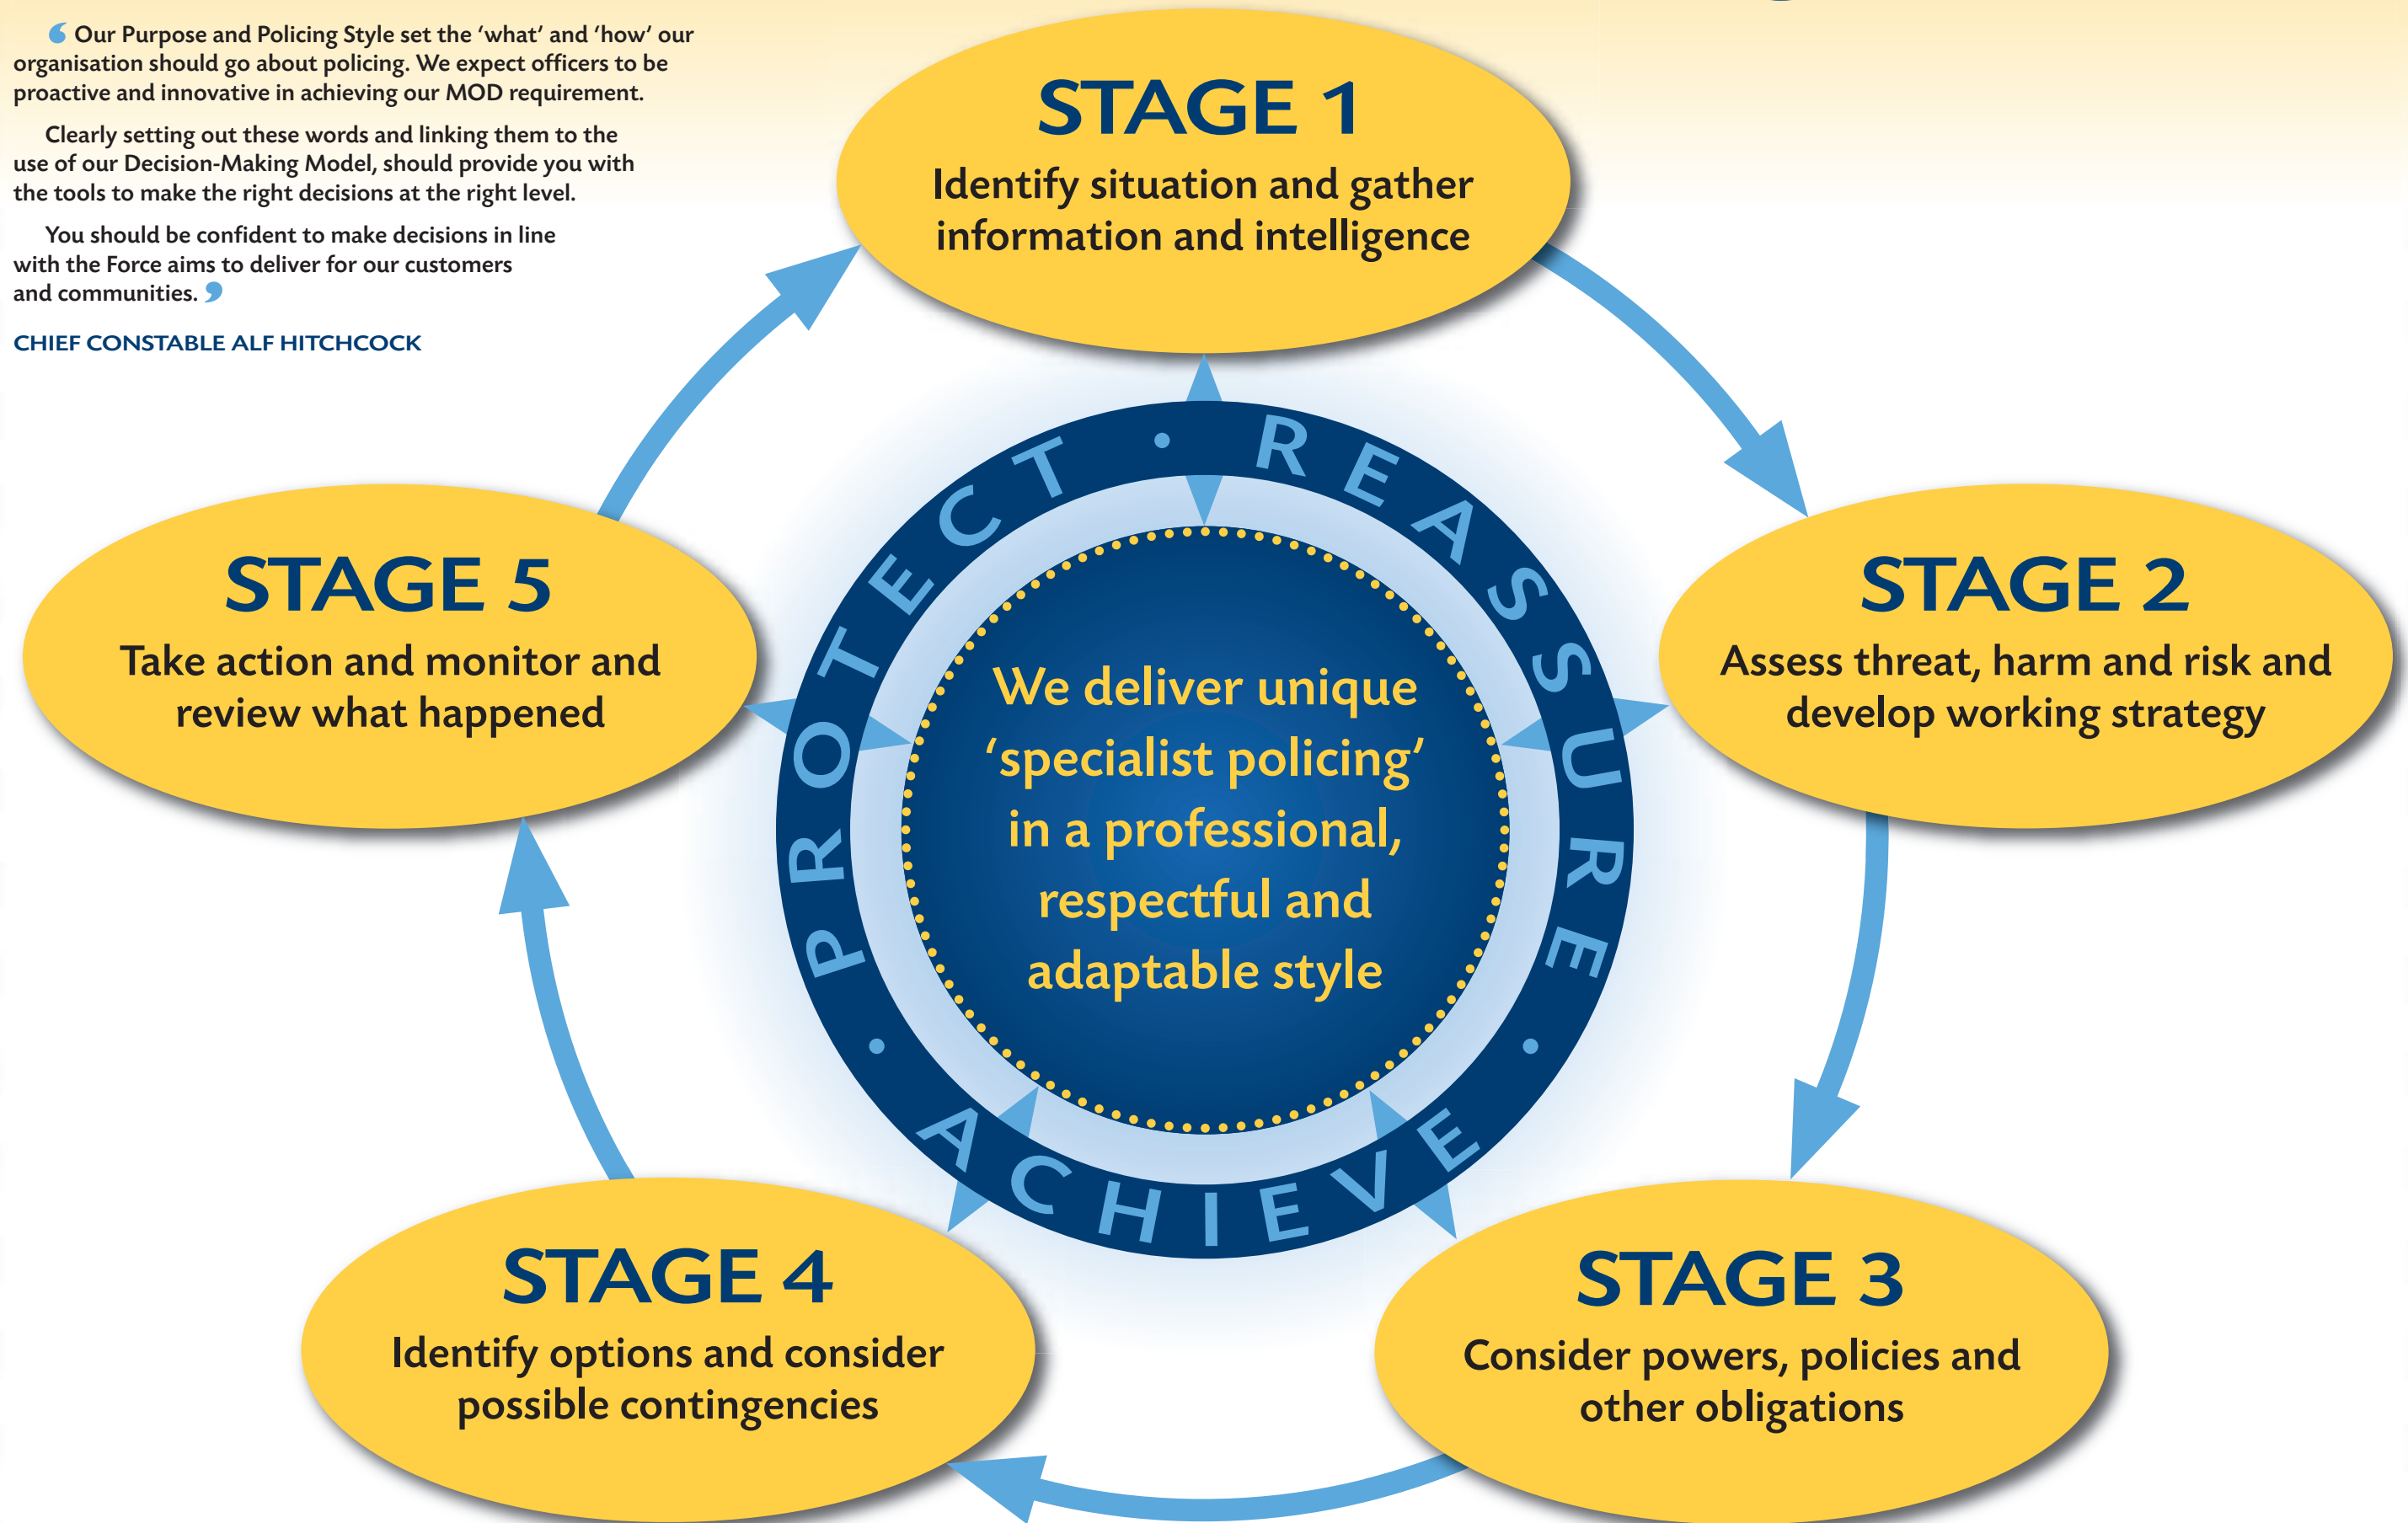 ‘ Our Purpose and Policing Style set the ‘what’ and ‘how’ our
organisation should go about policing. We expect officers to be
proactive and innovative in achieving our MOD requirement.
Clearly setting out these words and linking them to the
use of our Decision-Making Model, should provide you with
the tools to make the right decisions at the right level.
You should be confident to make decisions in line
with the Force aims to deliver for our customers
and communities. ’
CHIEF CONSTABLE ALF HITCHCOCK
STAGE 1
Identify situation and gather
information and intelligence
STAGE 2
Assess threat, harm and risk and
develop working strategy
STAGE 3
Consider powers, policies and
other obligations
STAGE 4
Identify options and consider
possible contingencies
STAGE 5
Take action and monitor and
review what happened
PROTECT • REASSURE • ACHIEVE •
We deliver unique
‘specialist policing’
in a professional,
respectful and
adaptable style